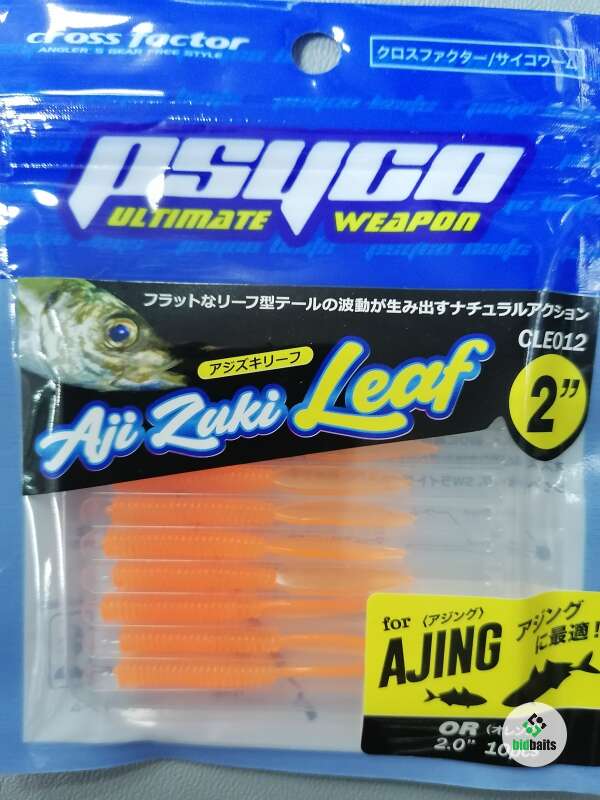 cross factor
ANGLER'S GEAR FREE STYLE
クロスファクター/サイコワーム
PSYCO
ULTIMATE WEAPON
フラットなリーフ型テールの波動が生み出すナチュラルアクション
CLE012
アジズキリーフ
Aji Zuki Leaf
2"
for 〈アジング〉
AJING
アジング
に最適!
OR (オレン
2.0" 10pcs
bidbaits